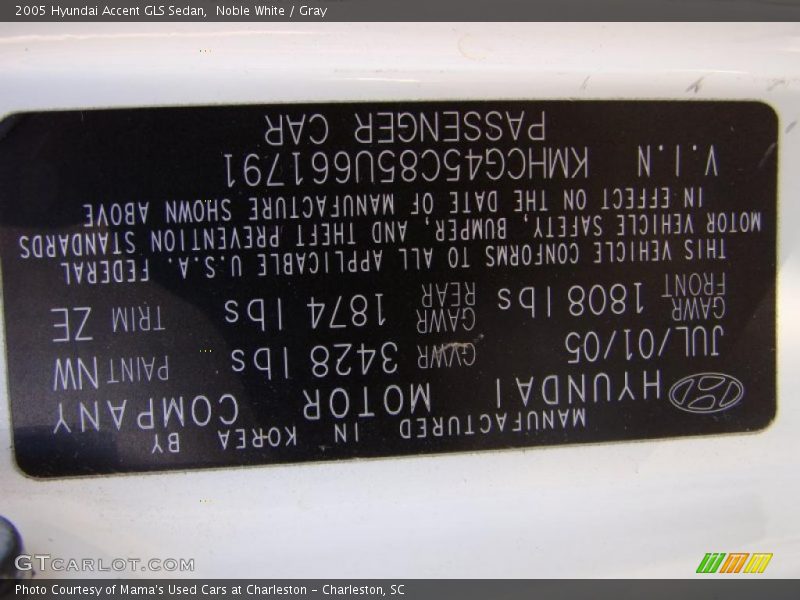 2005 Hyundai Accent GLS Sedan,  Noble White / Gray
MANUFACTURED IN KOREA BY
HYUNDAI MOTOR COMPANY
JUL/01/05 GVWR 3428 lbs PAINT NW
GAWR FRONT 1808 lbs GAWR REAR 1874 lbs TRIM ZE
THIS VEHICLE CONFORMS TO ALL APPLICABLE U.S.A. FEDERAL
MOTOR VEHICLE SAFETY, BUMPER, AND THEFT PREVENTION STANDARDS
IN EFFECT ON THE DATE OF MANUFACTURE SHOWN ABOVE
V.I.N KMHCG45C85U661791
PASSENGER CAR
GTCARLOT.COM
Photo Courtesy of Mama's Used Cars at Charleston - Charleston, SC